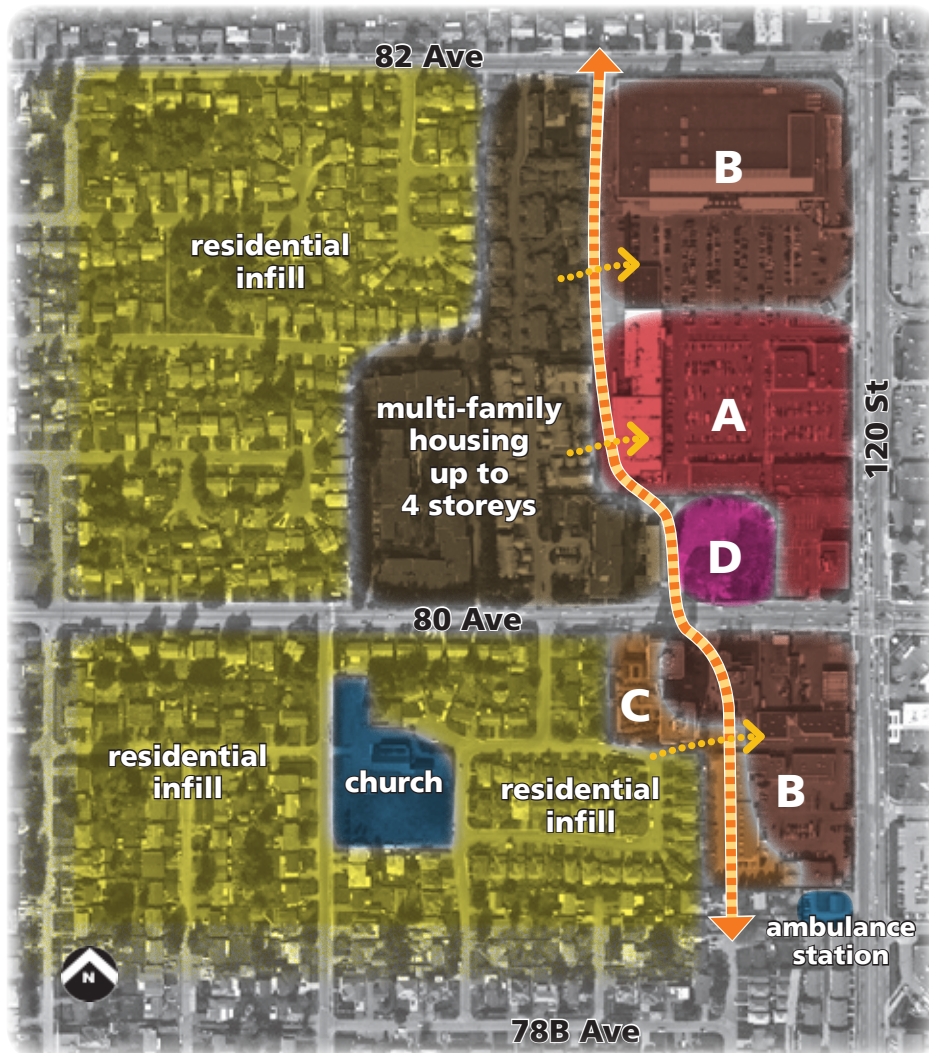 82 Ave
B
residential
infill
multi-family
housing
up to
4 storeys
A
120 St
D
80 Ave
C
residential
infill
church
residential
infill
B
ambulance
station
N
78B Ave